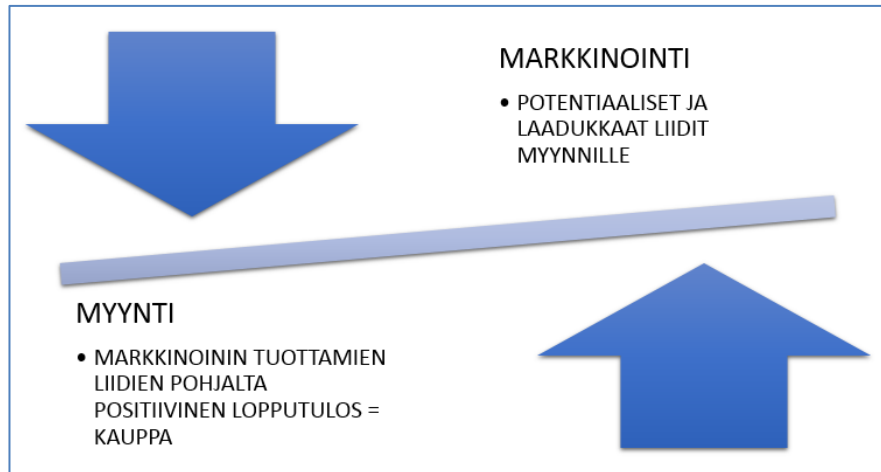 MARKKINOINTI
• POTENTIAALISET JA
LAADUKKAAT LIIDIT
MYYNNILLE
MYYNTI
• MARKKINOININ TUOTTAMIEN
LIIDIEN POHJALTA
POSITIIVINEN LOPPUTULOS =
KAUPPA